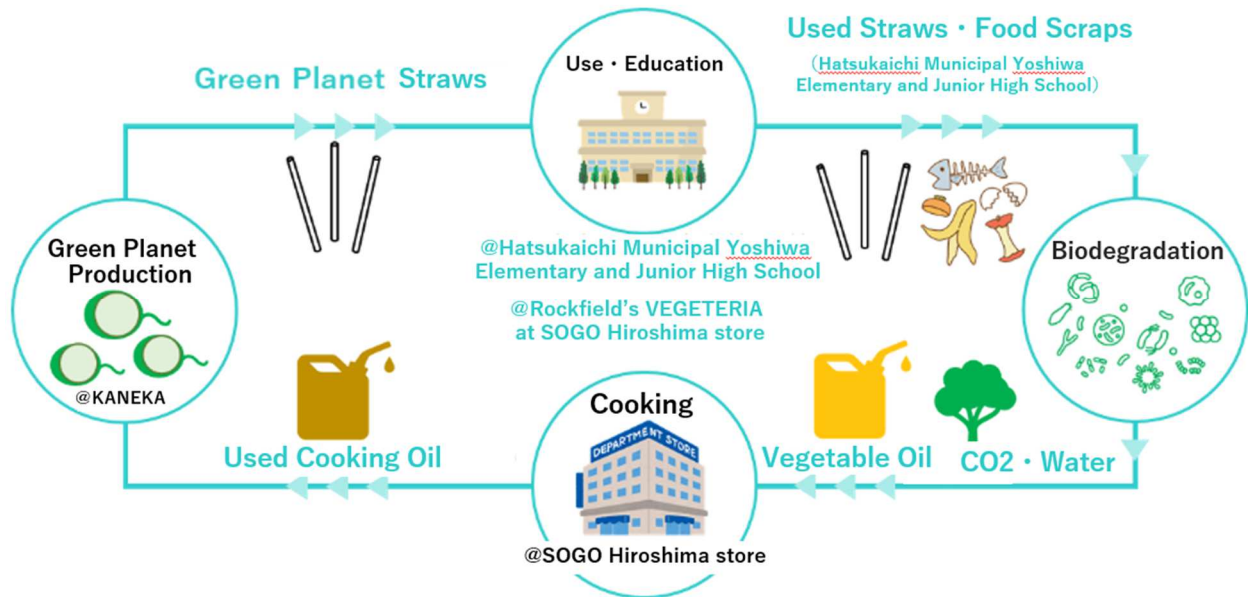 Green Planet Straws
Use・Education
@Hatsukaichi Municipal Yoshiwa
Elementary and Junior High School
@Rockfield's VEGETERIA
at SOGO Hiroshima store
Used Straws・Food Scraps
（Hatsukaichi Municipal Yoshiwa
Elementary and Junior High School）
Biodegradation
CO2・Water
Vegetable Oil
Cooking
DEPARTMENT STORE
@SOGO Hiroshima store
Used Cooking Oil
Green Planet
Production
@KANEKA